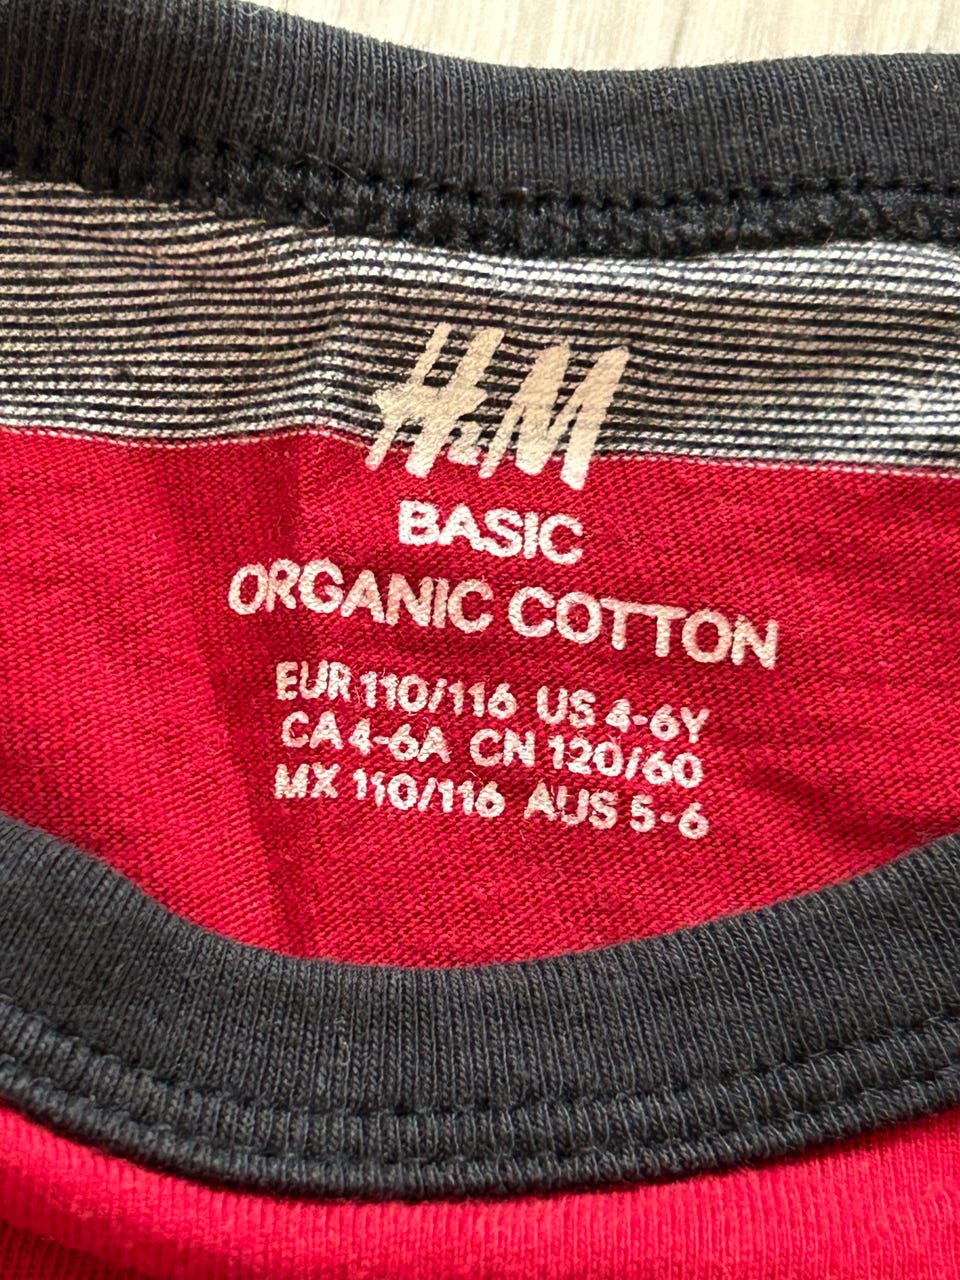 H&M
BASIC
ORGANIC COTTON
EUR 110/116 US 4-6Y
CA 4-6A CN 120/60
MX 110/116 AUS 5-6